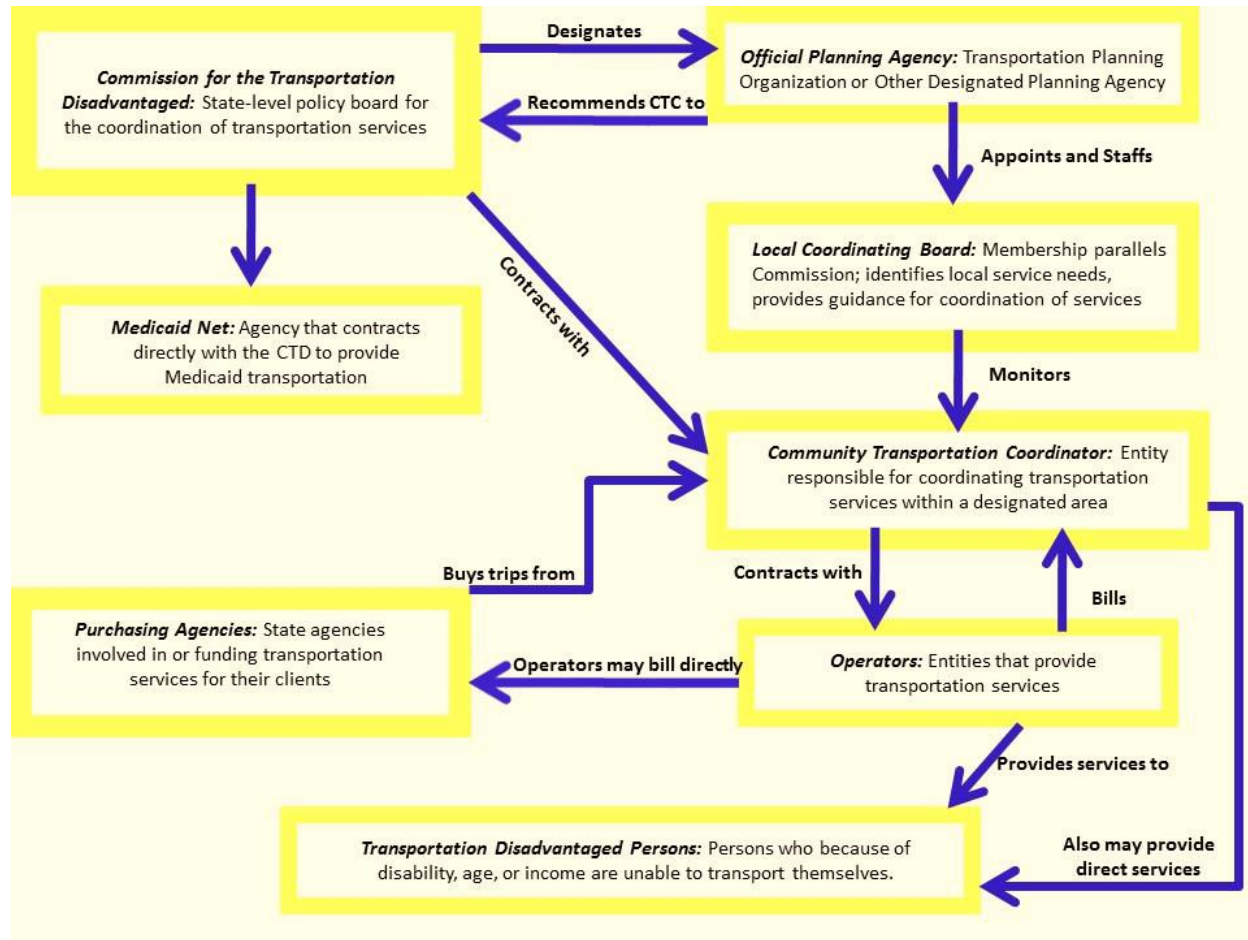 Designates
Commission for the Transportation
Disadvantaged: State-level policy board for
the coordination of transportation services
Official Planning Agency: Transportation Planning
Organization or Other Designated Planning Agency
Recommends CTC to
Appoints and Staffs
Local Coordinating Board: Membership parallels
Commission; identifies local service needs,
provides guidance for coordination of services
Contracts with
Medicaid Net: Agency that contracts
directly with the CTD to provide
Medicaid transportation
Monitors
Community Transportation Coordinator: Entity
responsible for coordinating transportation
services within a designated area
Buys trips from
Contracts with
Bills
Purchasing Agencies: State agencies
involved in or funding transportation
services for their clients
Operators may bill directly
Operators: Entities that provide
transportation services
Provides services to
Transportation Disadvantaged Persons: Persons who because of
disability, age, or income are unable to transport themselves.
Also may provide
direct services